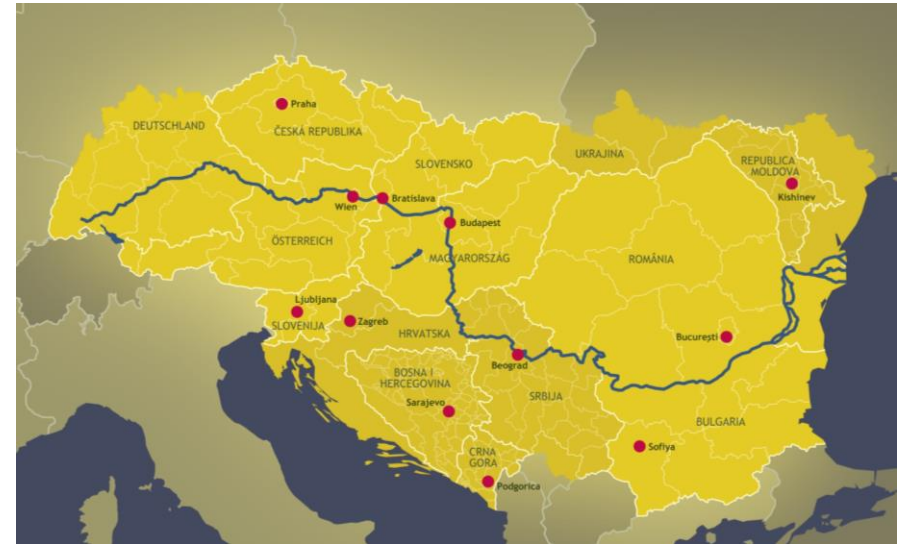 Praha
DEUTSCHLAND
ČESKÁ REPUBLIKA
UKRAJINA
SLOVENSKO
REPUBLICA
MOLDOVA
Kishinev
Wien
Bratislava
Budapest
ÖSTERREICH
MAGYARORSZÁG
ROMÂNIA
Ljubljana
SLOVENIJA
Zagreb
HRVATSKA
București
Beograd
BOSNA I
HERCEGOVINA
SRBIJA
Sarajevo
BULGARIA
Sofiya
CRNA
GORA
Podgorica